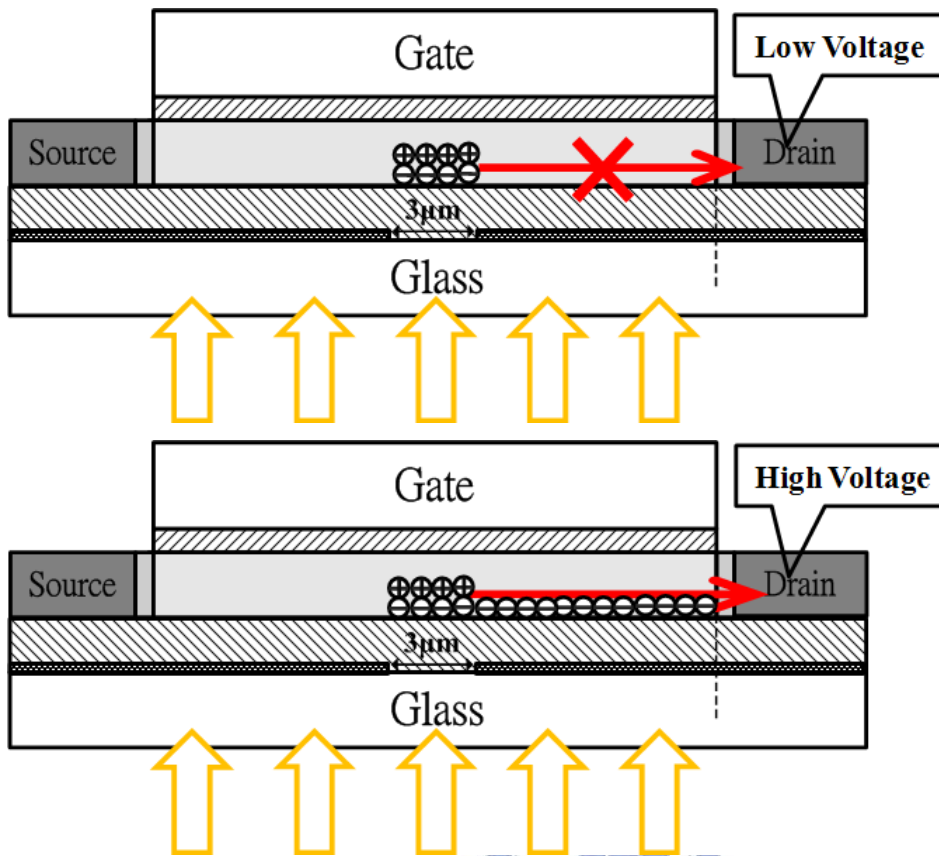 Gate
Low Voltage
Source
Drain
3μm
Glass
Gate
High Voltage
Source
Drain
3μm
Glass